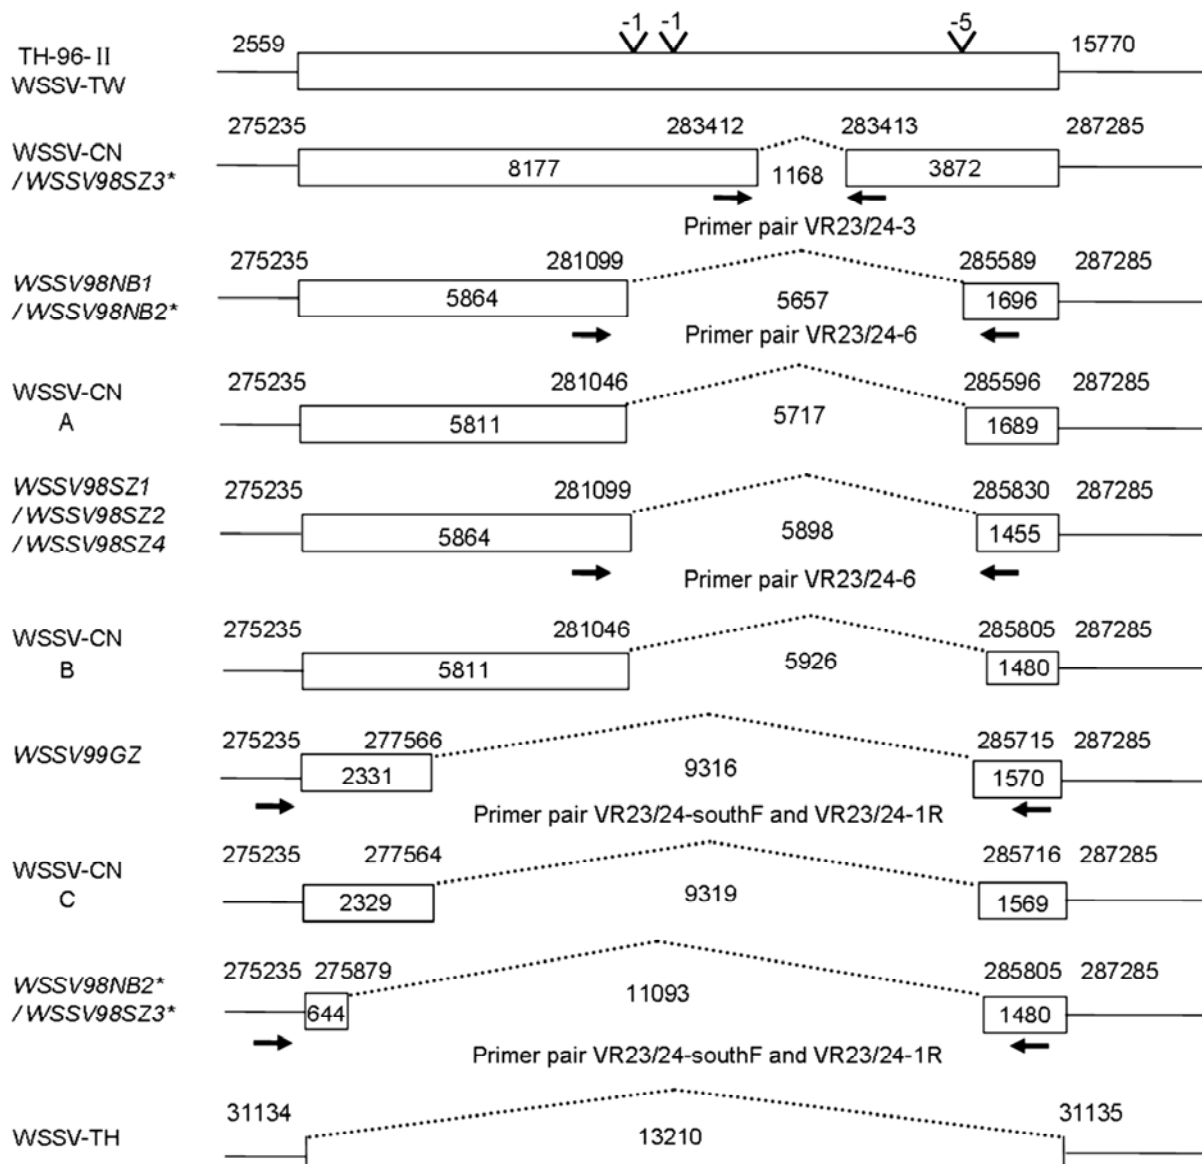 -1 -1 -5
TH-96-II 2559 15770
WSSV-TW
275235 283412 283413 287285
WSSV-CN
/WSSV98SZ3* 8177 1168 3872
Primer pair VR23/24-3
275235 281099 285589 287285
WSSV98NB1
/WSSV98NB2* 5864 5657 1696
Primer pair VR23/24-6
275235 281046 285596 287285
WSSV-CN
A 5811 5717 1689
WSSV98SZ1 275235 281099 285830 287285
/WSSV98SZ2
/WSSV98SZ4 5864 5898 1455
Primer pair VR23/24-6
275235 281046 285805 287285
WSSV-CN
B 5811 5926 1480
275235 277566 285715 287285
WSSV99GZ 2331 9316 1570
Primer pair VR23/24-southF and VR23/24-1R
275235 277564 285716 287285
WSSV-CN
C 2329 9319 1569
275235 275879 285805 287285
WSSV98NB2* 11093
/WSSV98SZ3* 644 1480
Primer pair VR23/24-southF and VR23/24-1R
31134 31135
WSSV-TH 13210